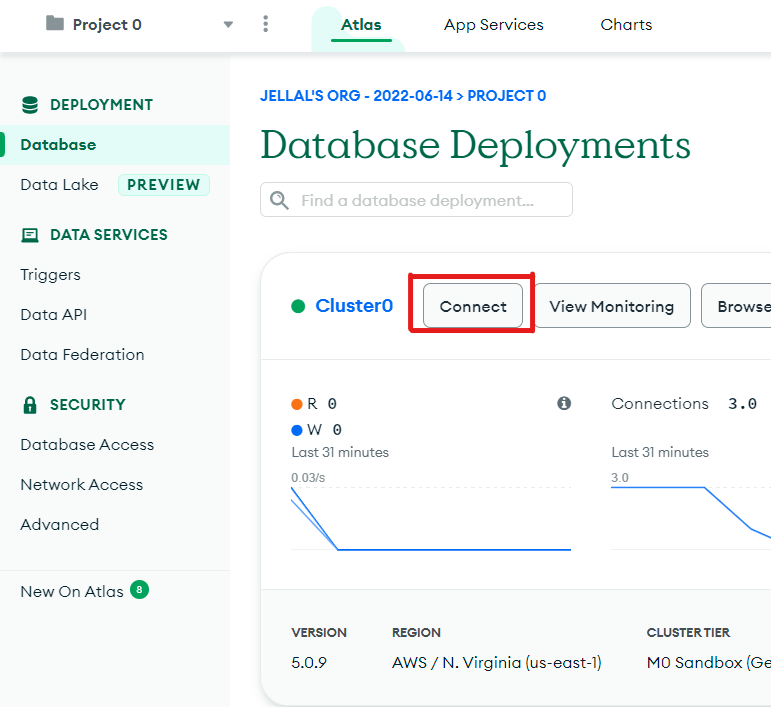 Project 0
Atlas
App Services
Charts
DEPLOYMENT
Database
Data Lake PREVIEW
DATA SERVICES
Triggers
Data API
Data Federation
SECURITY
Database Access
Network Access
Advanced
New On Atlas 8
JELLAL'S ORG - 2022-06-14 > PROJECT 0
Database Deployments
Find a database deployment...
Cluster0
Connect
View Monitoring
Browse
R 0
W 0
Last 31 minutes
0.03/s
Connections 3.0
Last 31 minutes
3.0
VERSION
5.0.9
REGION
AWS / N. Virginia (us-east-1)
CLUSTER TIER
M0 Sandbox (Ge